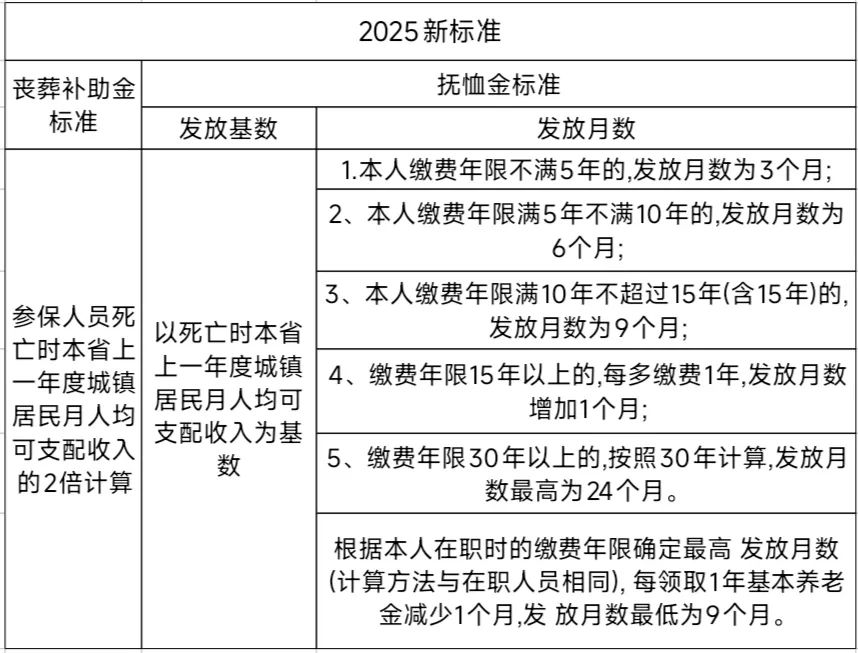 2025新标准
丧葬补助金
标准
抚恤金标准
发放基数
发放月数
参保人员死
亡时本省上
一年度城镇
居民月人均
可支配收入
的2倍计算
以死亡时本省
上一年度城镇
居民月人均可
支配收入为基
数
1.本人缴费年限不满5年的,发放月数为3个月;
2、本人缴费年限满5年不满10年的,发放月数为
6个月;
3、本人缴费年限满10年不超过15年(含15年)的,
发放月数为9个月;
4、缴费年限15年以上的,每多缴费1年,发放月数
增加1个月;
5、缴费年限30年以上的,按照30年计算,发放月
数最高为24个月。
根据本人在职时的缴费年限确定最高 发放月数
(计算方法与在职人员相同), 每领取1年基本养老
金减少1个月,发 放月数最低为9个月。